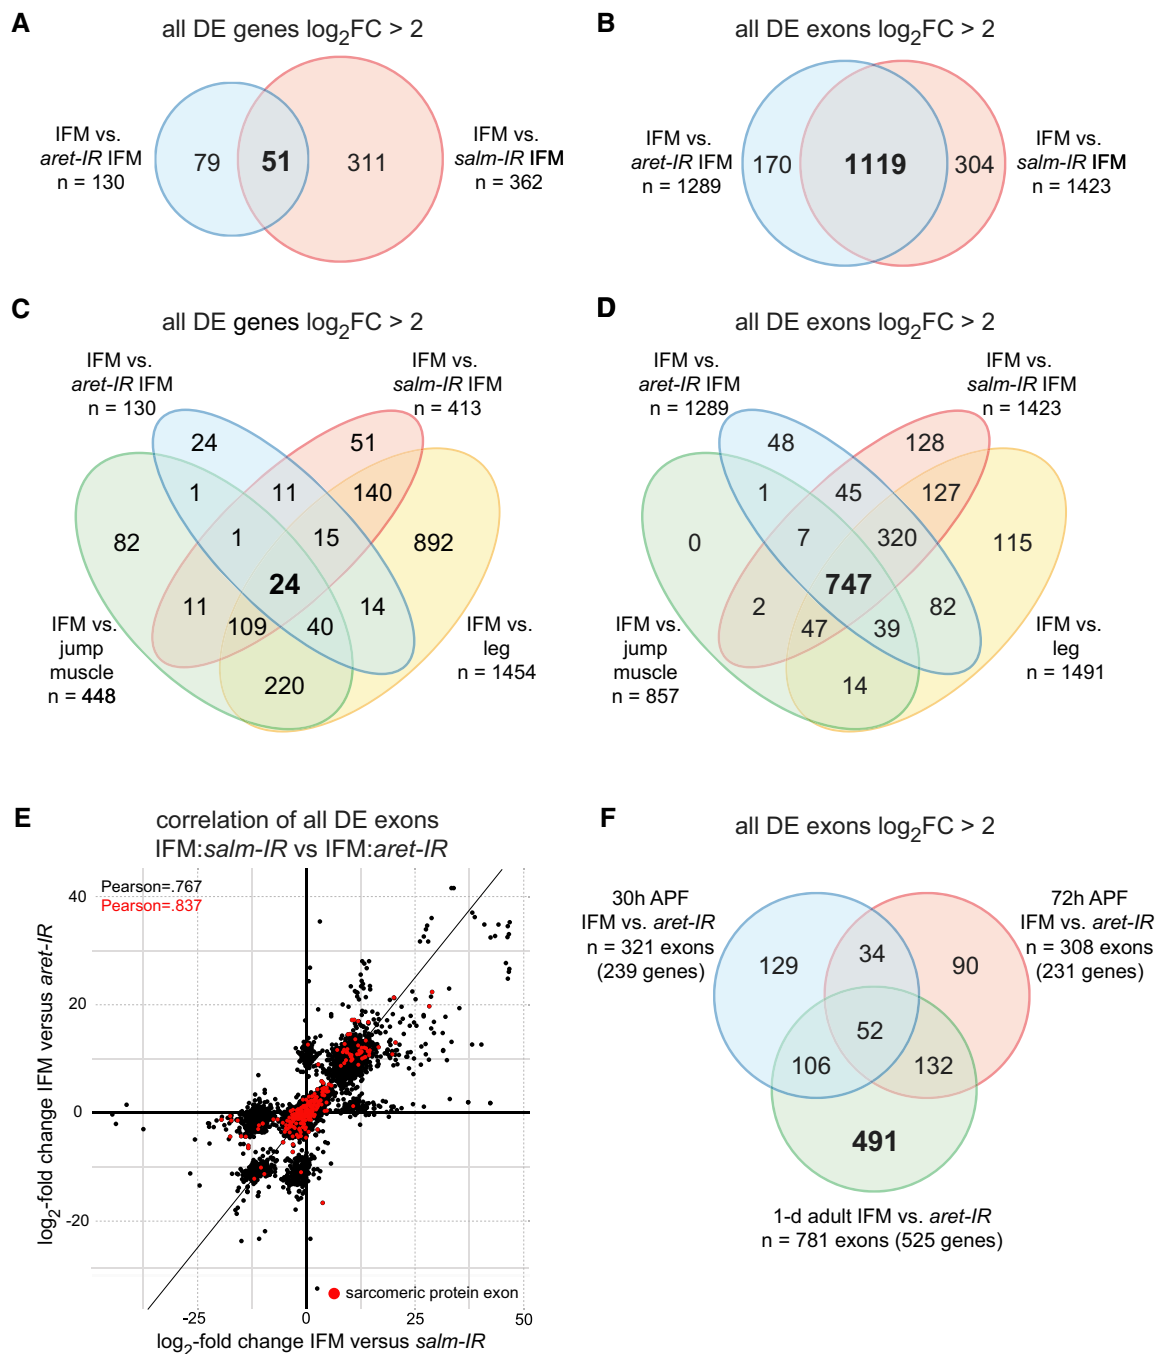 A
all DE genes log2FC > 2
IFM vs.
aret-IR IFM
n = 130
79
51
311
IFM vs.
salm-IR IFM
n = 362
B
all DE exons log2FC > 2
IFM vs.
aret-IR IFM
n = 1289
170
1119
304
IFM vs.
salm-IR IFM
n = 1423
C
all DE genes log2FC > 2
IFM vs.
aret-IR IFM
n = 130
IFM vs.
salm-IR IFM
n = 413
24
51
1
11
140
82
1
15
892
24
11
109
40
14
220
IFM vs.
jump
muscle
n = 448
IFM vs.
leg
n = 1454
D
all DE exons log2FC > 2
IFM vs.
aret-IR IFM
n = 1289
IFM vs.
salm-IR IFM
n = 1423
48
128
1
45
127
0
7
320
115
747
2
47
39
82
14
IFM vs.
jump
muscle
n = 857
IFM vs.
leg
n = 1491
E
correlation of all DE exons
IFM:salm-IR vs IFM:aret-IR
Pearson=.767
Pearson=.837
40
20
0
-20
log2-fold change IFM versus aret-IR
sarcomeric protein exon
-25
0
25
50
log2-fold change IFM versus salm-IR
F
all DE exons log2FC > 2
30h APF
IFM vs. aret-IR
n = 321 exons
(239 genes)
72h APF
IFM vs. aret-IR
n = 308 exons
(231 genes)
129
34
90
52
106
132
491
1-d adult IFM vs. aret-IR
n = 781 exons (525 genes)